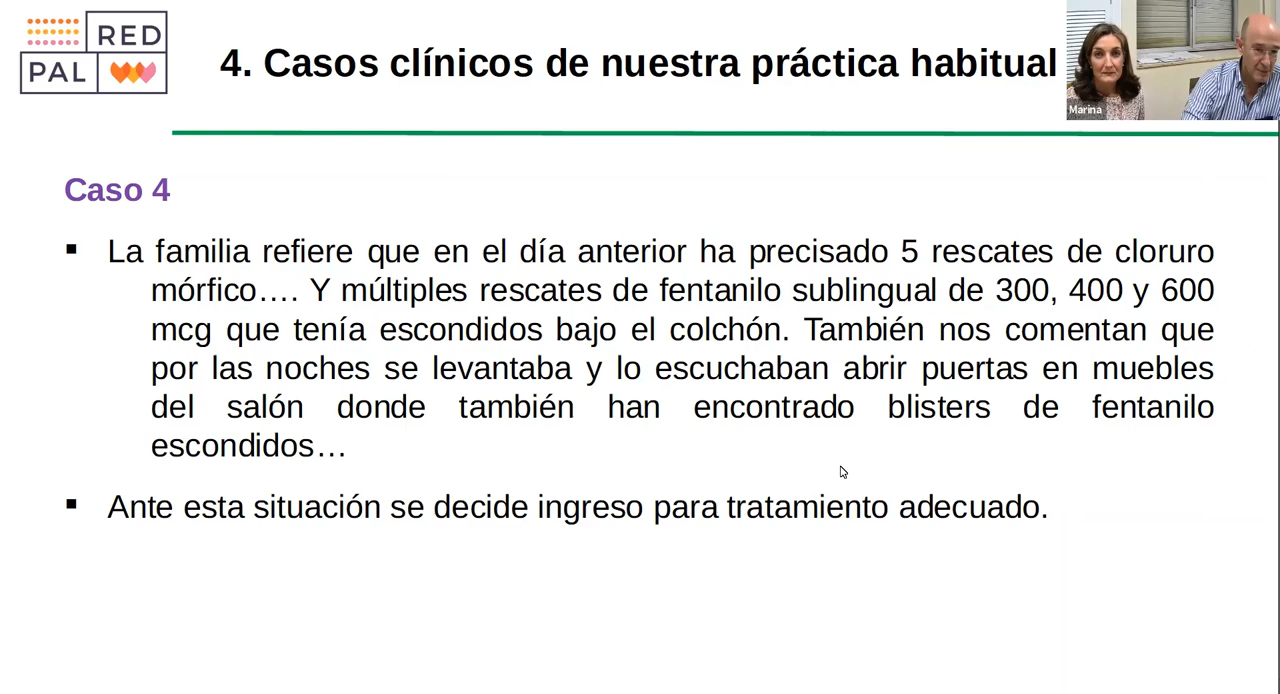 RED
PAL
4. Casos clínicos de nuestra práctica habitual
Marina
Caso 4
▪ La familia refiere que en el día anterior ha precisado 5 rescates de cloruro
mórfico…. Y múltiples rescates de fentanilo sublingual de 300, 400 y 600
mcg que tenía escondidos bajo el colchón. También nos comentan que
por las noches se levantaba y lo escuchaban abrir puertas en muebles
del salón donde también han encontrado blisters de fentanilo
escondidos…
▪ Ante esta situación se decide ingreso para tratamiento adecuado.